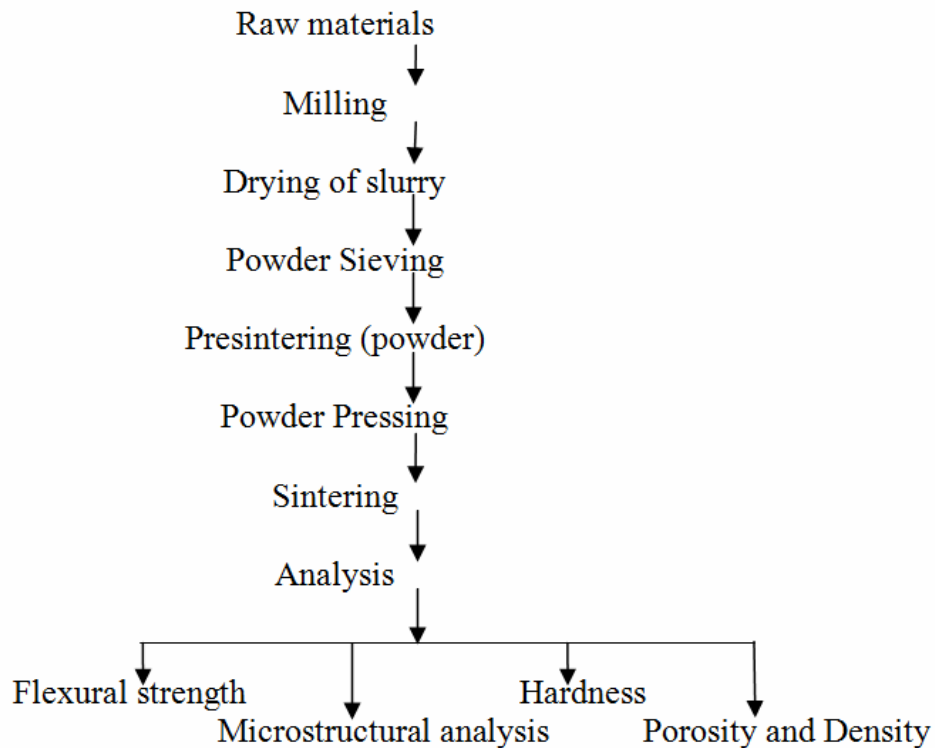 Raw materials
Milling
Drying of slurry
Powder Sieving
Presintering (powder)
Powder Pressing
Sintering
Analysis
Flexural strength
Hardness
Microstructural analysis
Porosity and Density